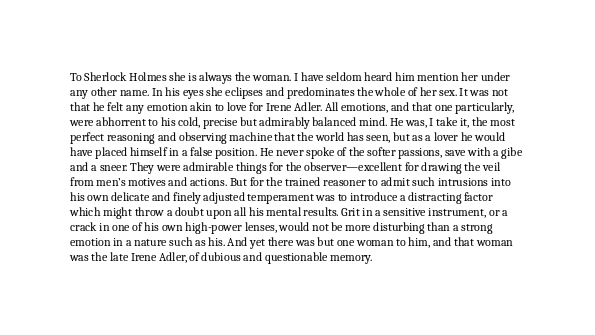 To Sherlock Holmes she is always the woman. I have seldom heard him mention her under
any other name. In his eyes she eclipses and predominates the whole of her sex. It was not
that he felt any emotion akin to love for Irene Adler. All emotions, and that one particularly,
were abhorrent to his cold, precise but admirably balanced mind. He was, I take it, the most
perfect reasoning and observing machine that the world has seen, but as a lover he would
have placed himself in a false position. He never spoke of the softer passions, save with a gibe
and a sneer. They were admirable things for the observer—excellent for drawing the veil
from men's motives and actions. But for the trained reasoner to admit such intrusions into
his own delicate and finely adjusted temperament was to introduce a distracting factor
which might throw a doubt upon all his mental results. Grit in a sensitive instrument, or a
crack in one of his own high-power lenses, would not be more disturbing than a strong
emotion in a nature such as his. And yet there was but one woman to him, and that woman
was the late Irene Adler, of dubious and questionable memory.